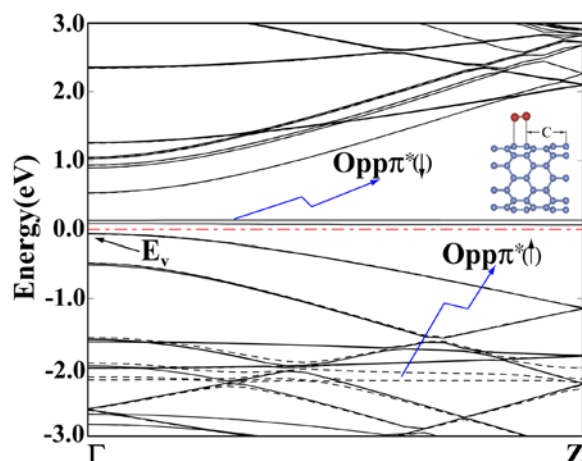 3.0
2.0
1.0
0.0
-1.0
-2.0
-3.0
Energy(eV)
Oppπ*(↓)
C
E_v
Oppπ*(↑)
Γ
Z